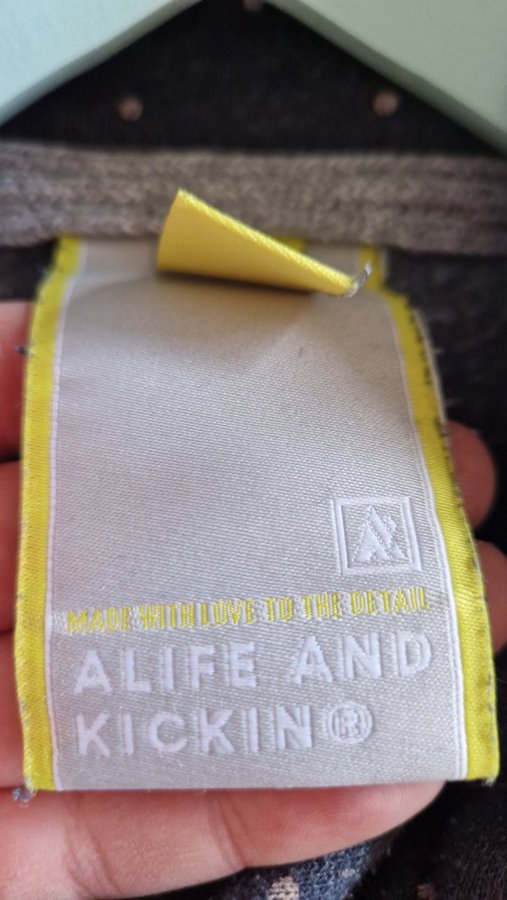 MADE WITH LOVE TO THE DETAIL
ALIFE AND
KICKIN®